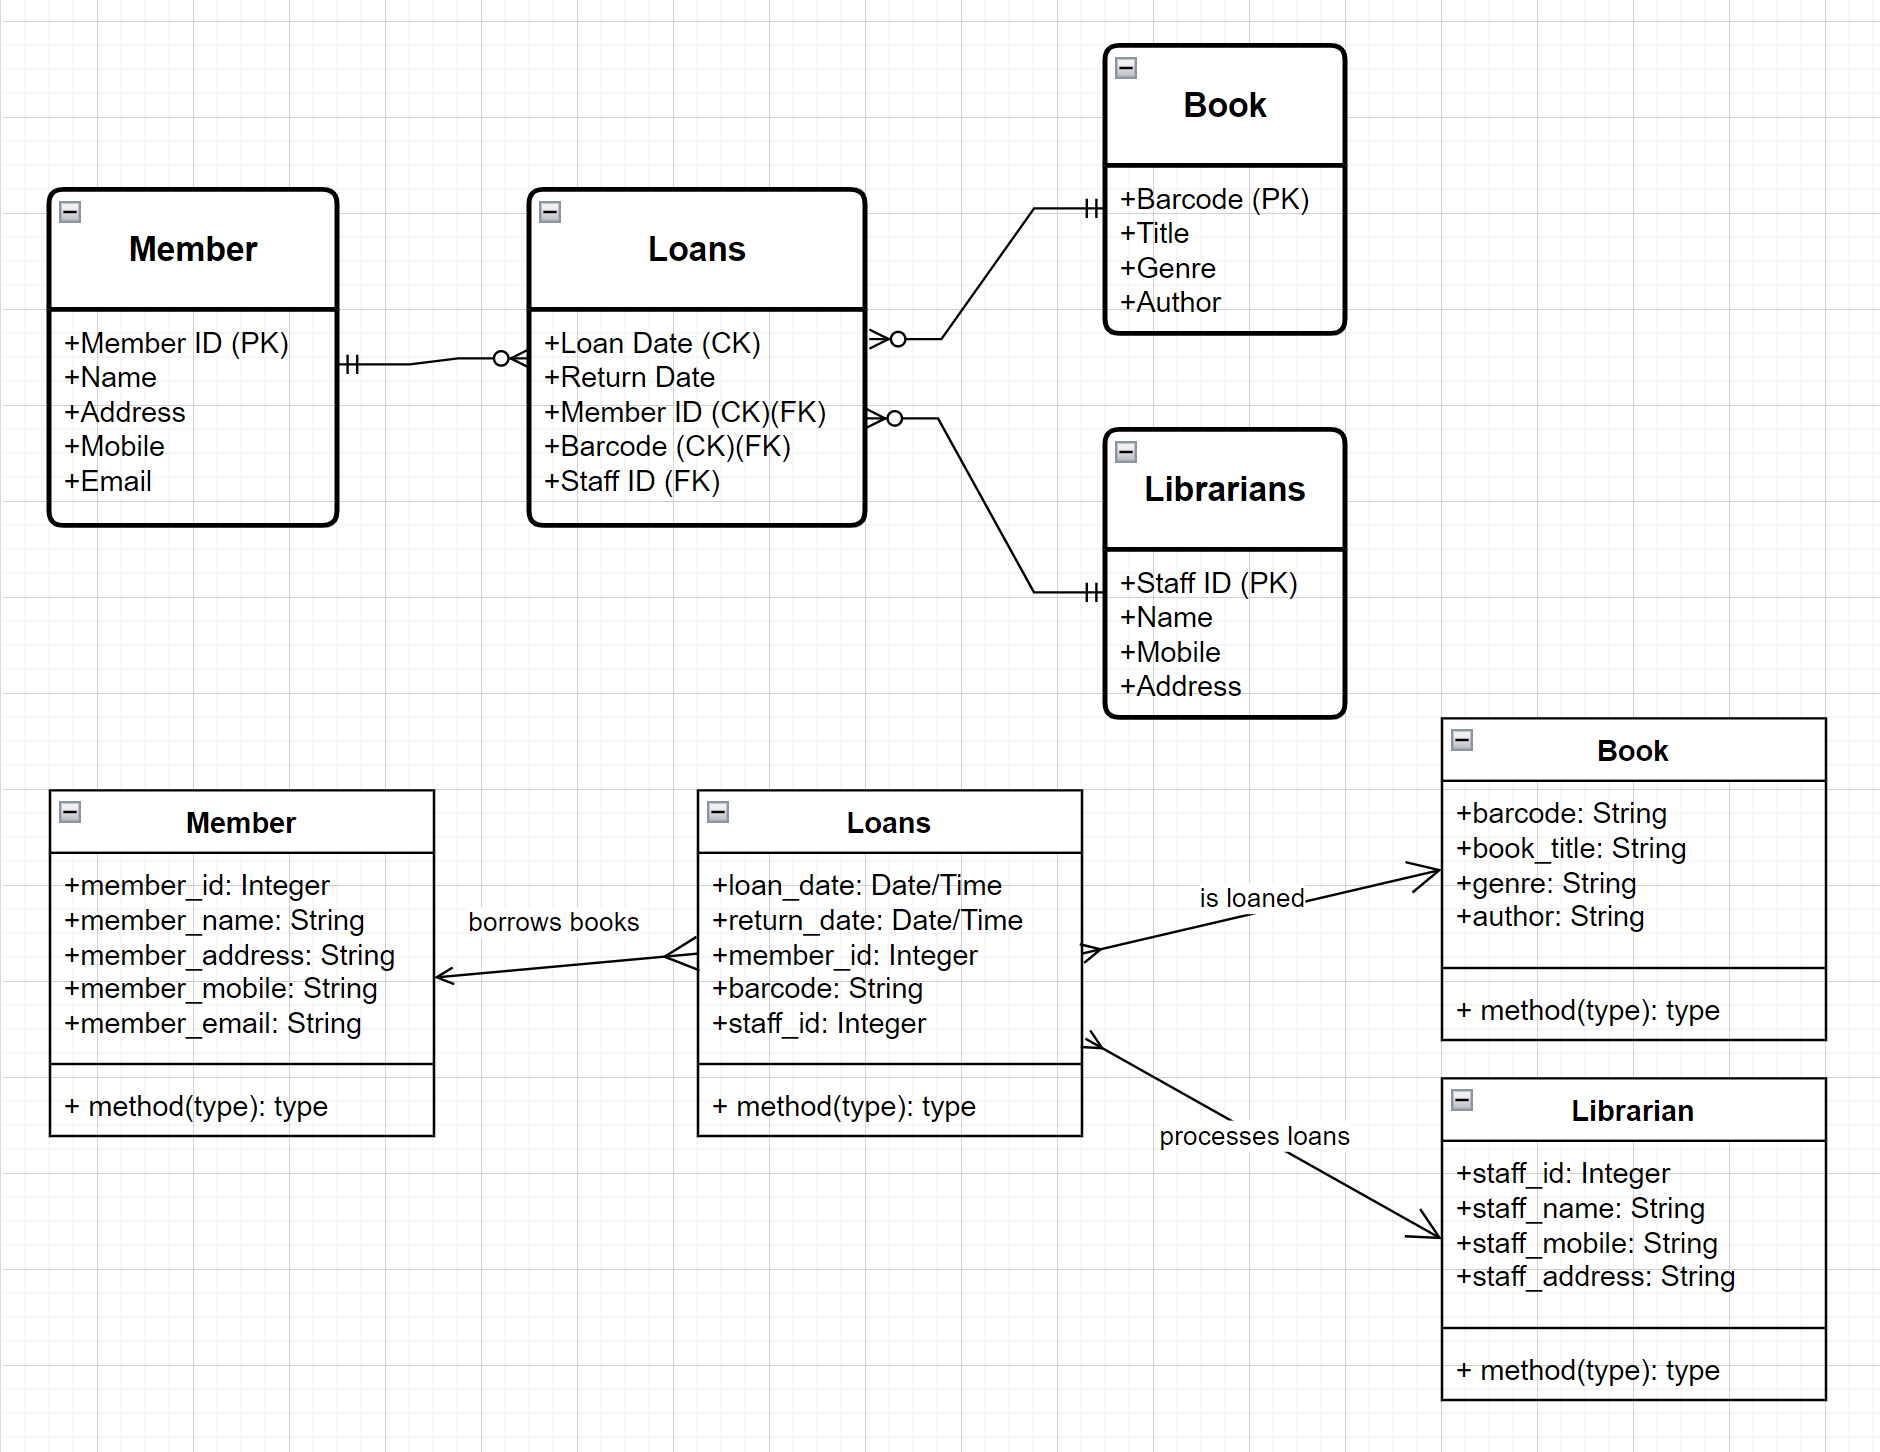 Member
+Member ID (PK)
+Name
+Address
+Mobile
+Email
Loans
+Loan Date (CK)
+Return Date
+Member ID (CK)(FK)
+Barcode (CK)(FK)
+Staff ID (FK)
Book
+Barcode (PK)
+Title
+Genre
+Author
Librarians
+Staff ID (PK)
+Name
+Mobile
+Address
Member
+member_id: Integer
+member_name: String
+member_address: String
+member_mobile: String
+member_email: String
+ method(type): type
borrows books
Loans
+loan_date: Date/Time
+return_date: Date/Time
+member_id: Integer
+barcode: String
+staff_id: Integer
+ method(type): type
is loaned
processes loans
Book
+barcode: String
+book_title: String
+genre: String
+author: String
+ method(type): type
Librarian
+staff_id: Integer
+staff_name: String
+staff_mobile: String
+staff_address: String
+ method(type): type